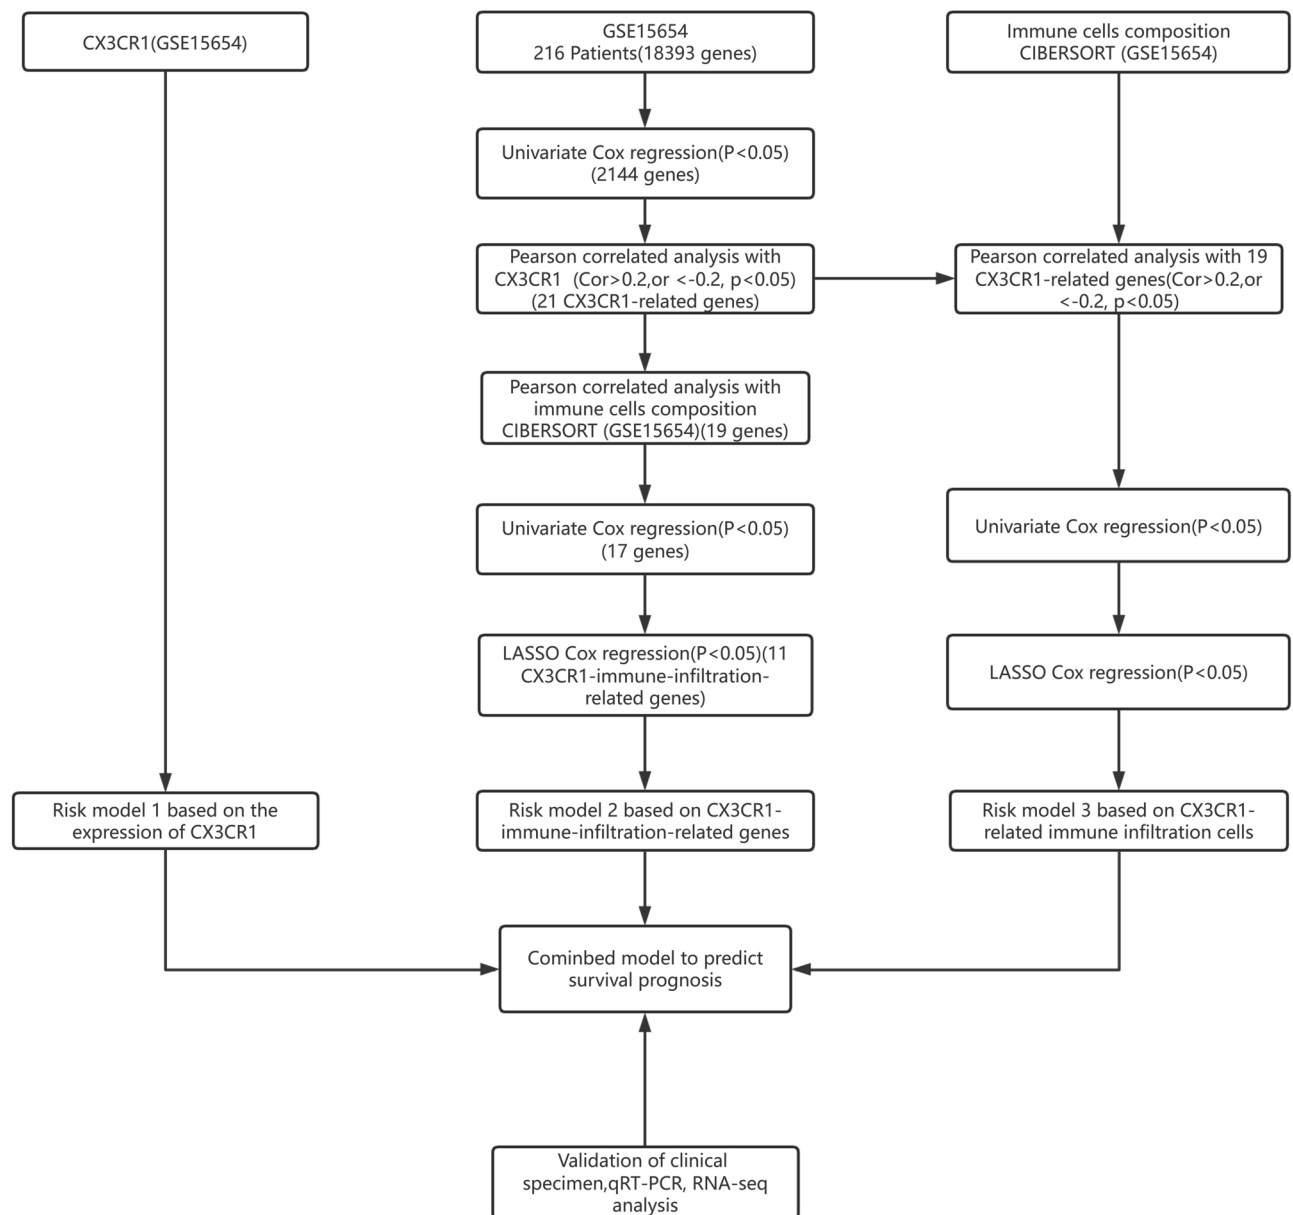 CX3CR1(GSE15654)
GSE15654
216 Patients(18393 genes)
Immune cells composition
CIBERSORT (GSE15654)
Univariate Cox regression(P<0.05)
(2144 genes)
Pearson correlated analysis with
CX3CR1  (Cor>0.2,or <-0.2, p<0.05)
(21 CX3CR1-related genes)
Pearson correlated analysis with 19
CX3CR1-related genes(Cor>0.2,or
<-0.2, p<0.05)
Pearson correlated analysis with
immune cells composition
CIBERSORT (GSE15654)(19 genes)
Univariate Cox regression(P<0.05)
(17 genes)
Univariate Cox regression(P<0.05)
LASSO Cox regression(P<0.05)(11
CX3CR1-immune-infiltration-
related genes)
LASSO Cox regression(P<0.05)
Risk model 1 based on the
expression of CX3CR1
Risk model 2 based on CX3CR1-
immune-infiltration-related genes
Risk model 3 based on CX3CR1-
related immune infiltration cells
Cominbed model to predict
survival prognosis
Validation of clinical
specimen,qRT-PCR, RNA-seq
analysis